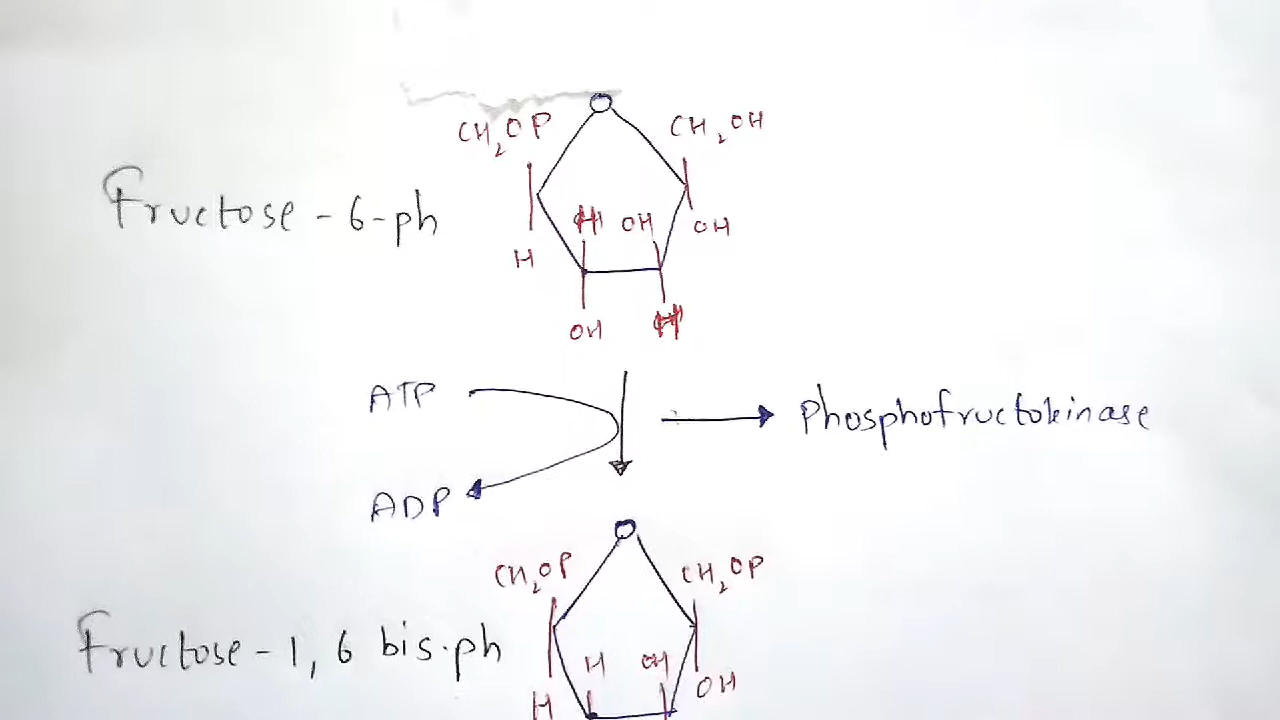 CH₂OP O CH₂OH
Fructose - 6 - ph
H OH OH
H
OH H
ATP
Phosphofructokinase
ADP
O
CH₂OP CH₂OP
Fructose - 1, 6 bis.ph
H OH
H OH